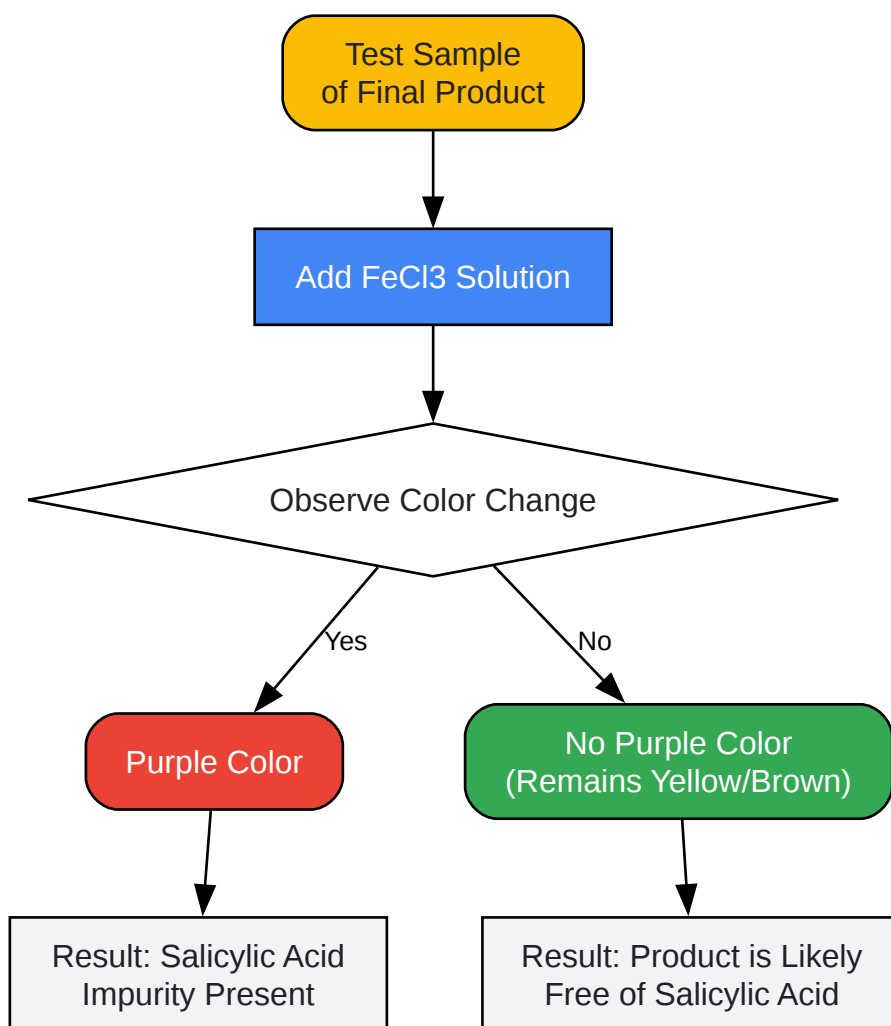 Test Sample
of Final Product
Add FeCl3 Solution
Observe Color Change
Yes
No
Purple Color
No Purple Color
(Remains Yellow/Brown)
Result: Salicylic Acid
Impurity Present
Result: Product is Likely
Free of Salicylic Acid